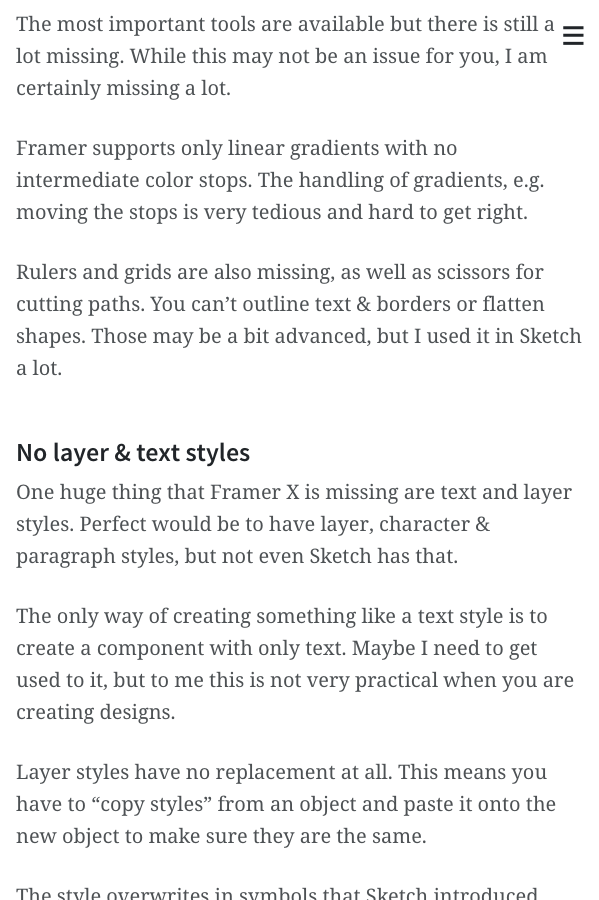 The most important tools are available but there is still a
lot missing. While this may not be an issue for you, I am
certainly missing a lot.
Framer supports only linear gradients with no
intermediate color stops. The handling of gradients, e.g.
moving the stops is very tedious and hard to get right.
Rulers and grids are also missing, as well as scissors for
cutting paths. You can’t outline text & borders or flatten
shapes. Those may be a bit advanced, but I used it in Sketch
a lot.
No layer & text styles
One huge thing that Framer X is missing are text and layer
styles. Perfect would be to have layer, character &
paragraph styles, but not even Sketch has that.
The only way of creating something like a text style is to
create a component with only text. Maybe I need to get
used to it, but to me this is not very practical when you are
creating designs.
Layer styles have no replacement at all. This means you
have to “copy styles” from an object and paste it onto the
new object to make sure they are the same.
The style overwrites in symbols that Sketch introduced